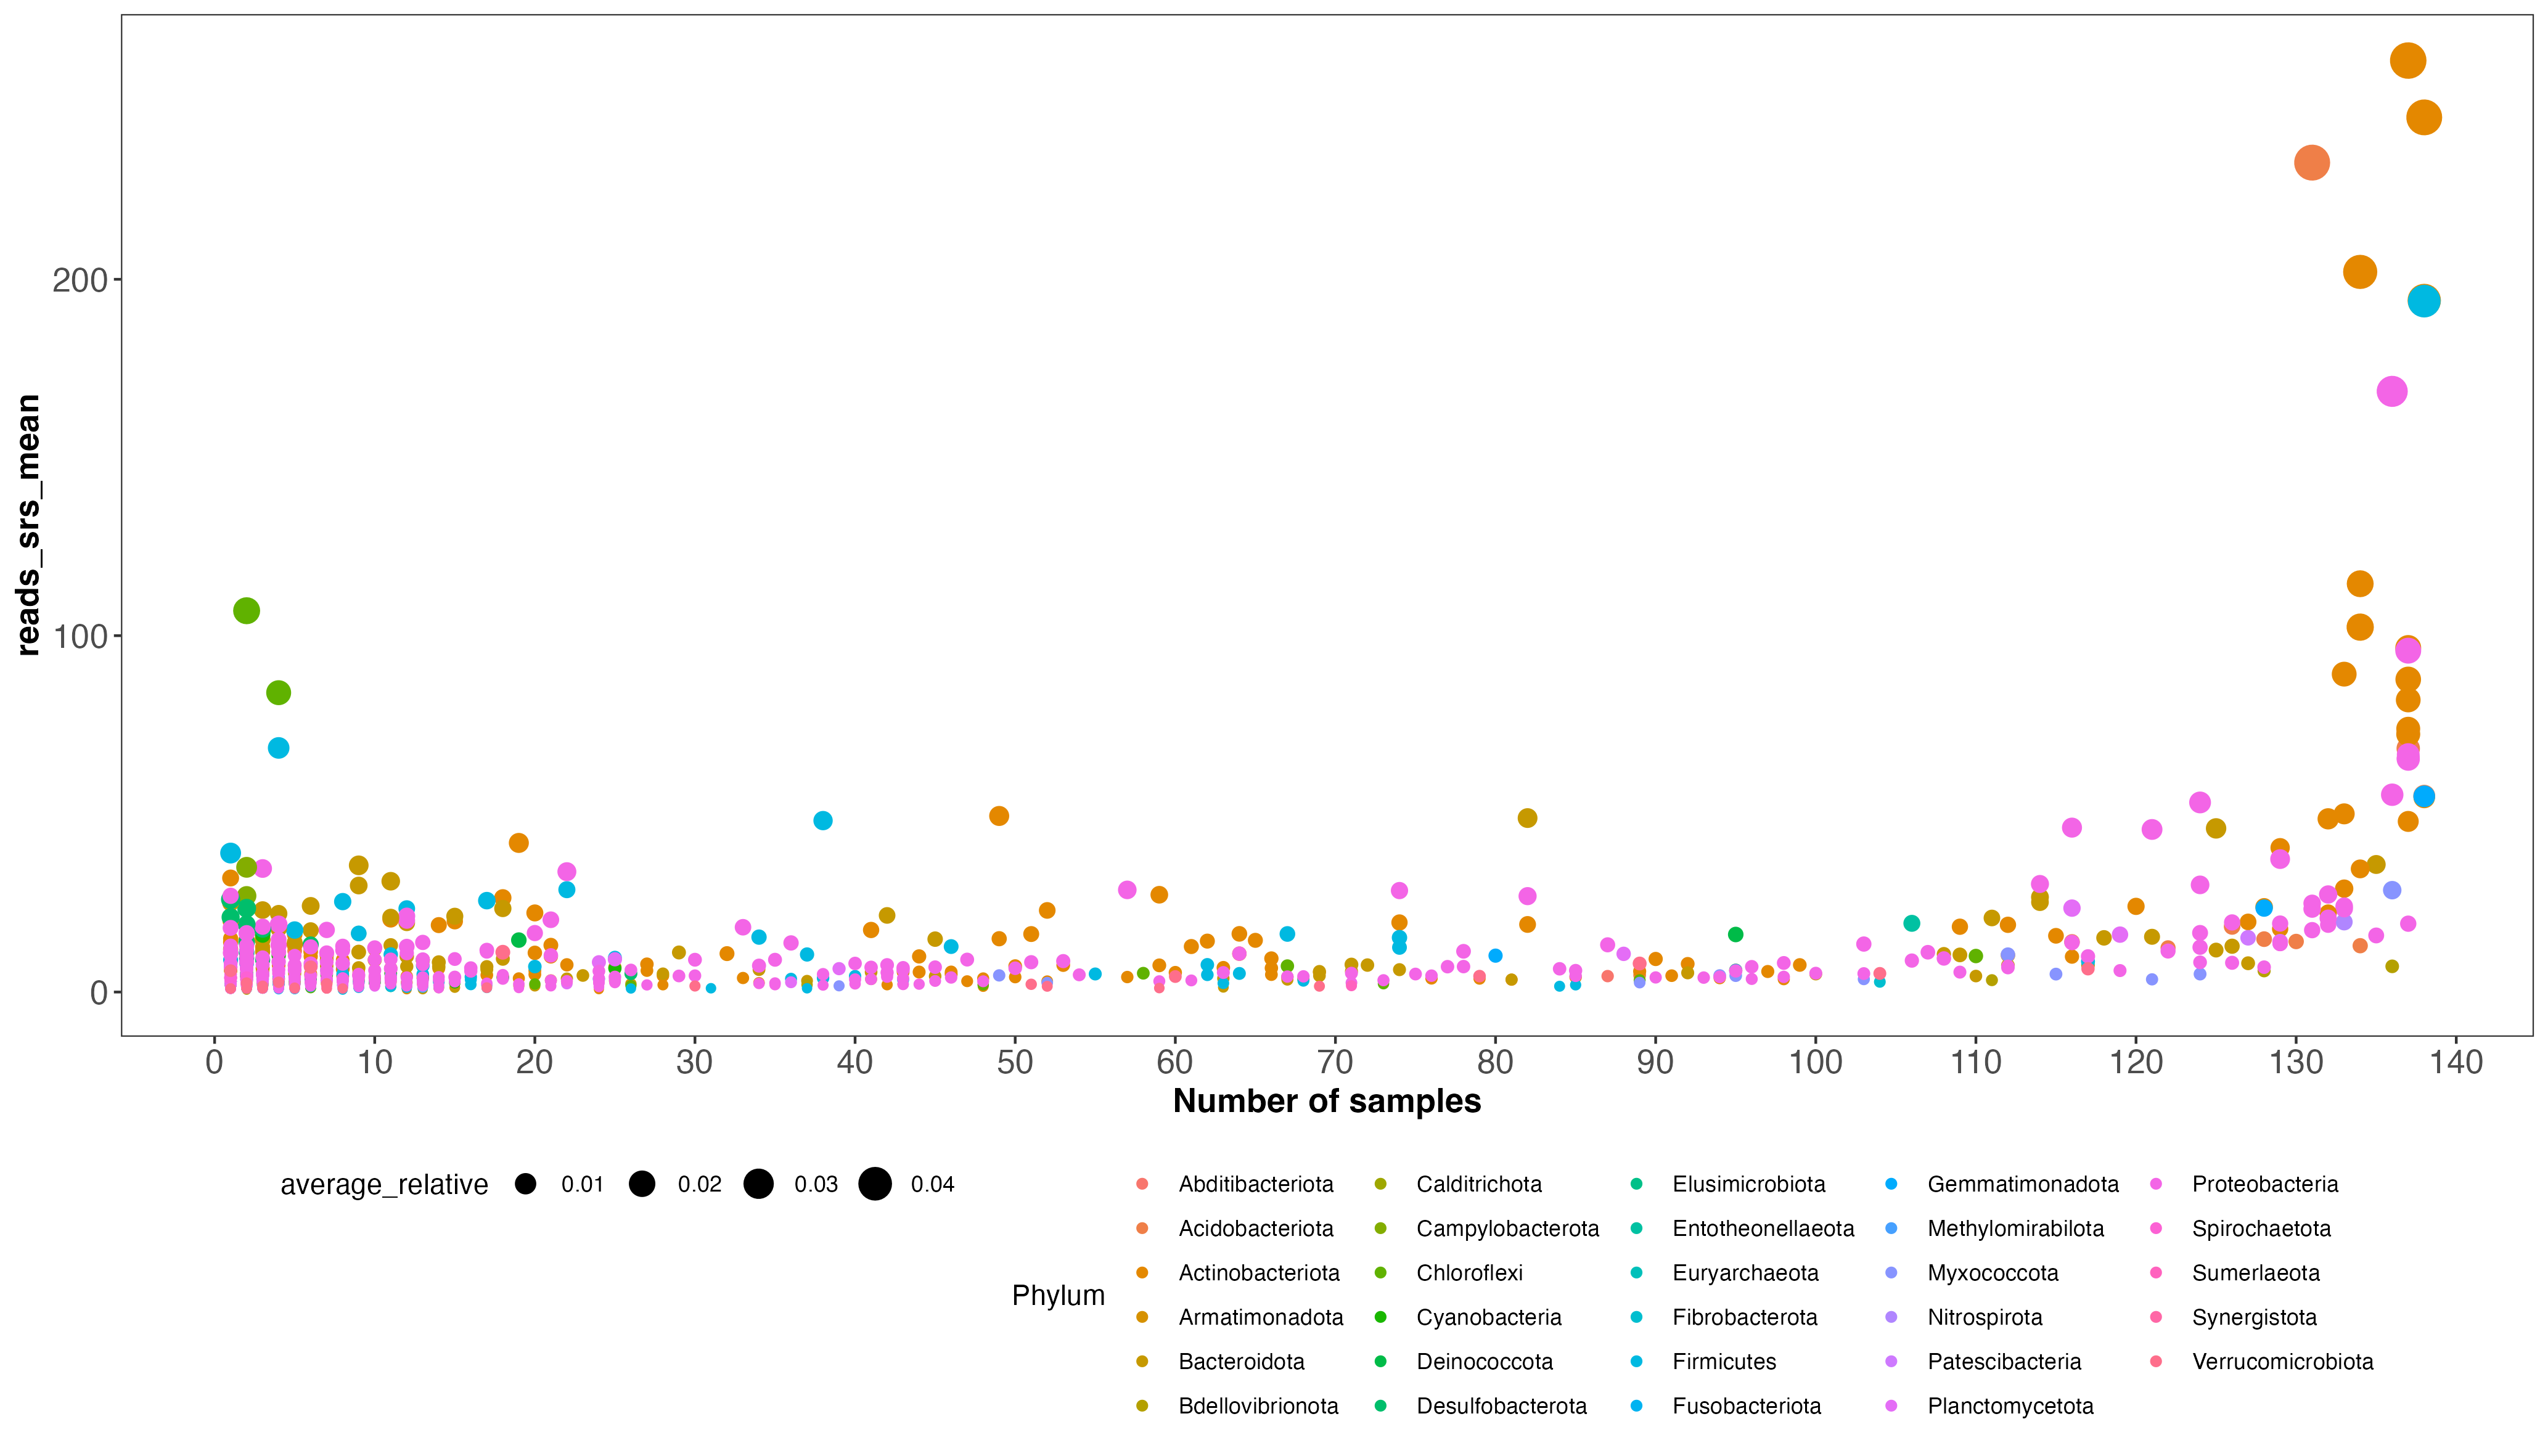 reads_srs_mean
200
100
0
0 10 20 30 40 50 60 70 80 90 100 110 120 130 140
Number of samples
average_relative 0.01 0.02 0.03 0.04
Phylum
Abditibacteriota Calditrichota Elusimicrobiota Gemmatimonadota Proteobacteria
Acidobacteriota Campylobacterota Entotheonellaeota Methylomirabilota Spirochaetota
Actinobacteriota Chloroflexi Euryarchaeota Myxococcota Sumerlaeota
Armatimonadota Cyanobacteria Fibrobacterota Nitrospirota Synergistota
Bacteroidota Deinococcota Firmicutes Patescibacteria Verrucomicrobiota
Bdellovibrionota Desulfobacterota Fusobacteriota Planctomycetota